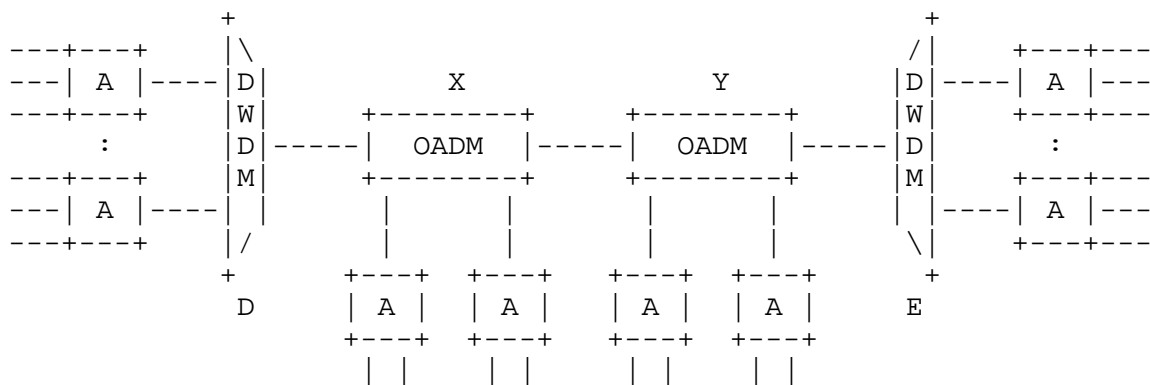 +                                   +
---+---+      |\                                 /|      +---+---
---| A |----|D|          X             Y         |D|----| A |---
---+---+      |W|     +--------+     +--------+     |W|      +---+---
     :        |D|-----|  OADM  |-----|  OADM  |-----|D|        :
---+---+      |M|     +--------+     +--------+     |M|      +---+---
---| A |----| |      |      |       |      |      | |----| A |---
---+---+      |/       |      |       |      |       \|      +---+---
              +      +---+  +---+   +---+  +---+      +
               D     | A |  | A |   | A |  | A |     E
                     +---+  +---+   +---+  +---+
                      | |    | |     | |    | |